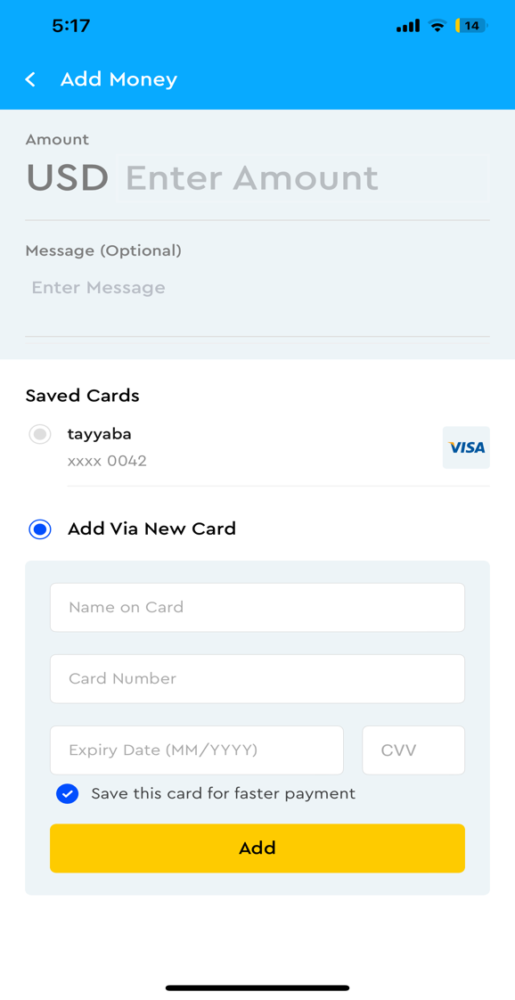 5:17
14
Add Money
Amount
USD Enter Amount
Message (Optional)
Enter Message
Saved Cards
tayyaba
xxxx 0042
VISA
Add Via New Card
Name on Card
Card Number
Expiry Date (MM/YYYY)
CVV
Save this card for faster payment
Add